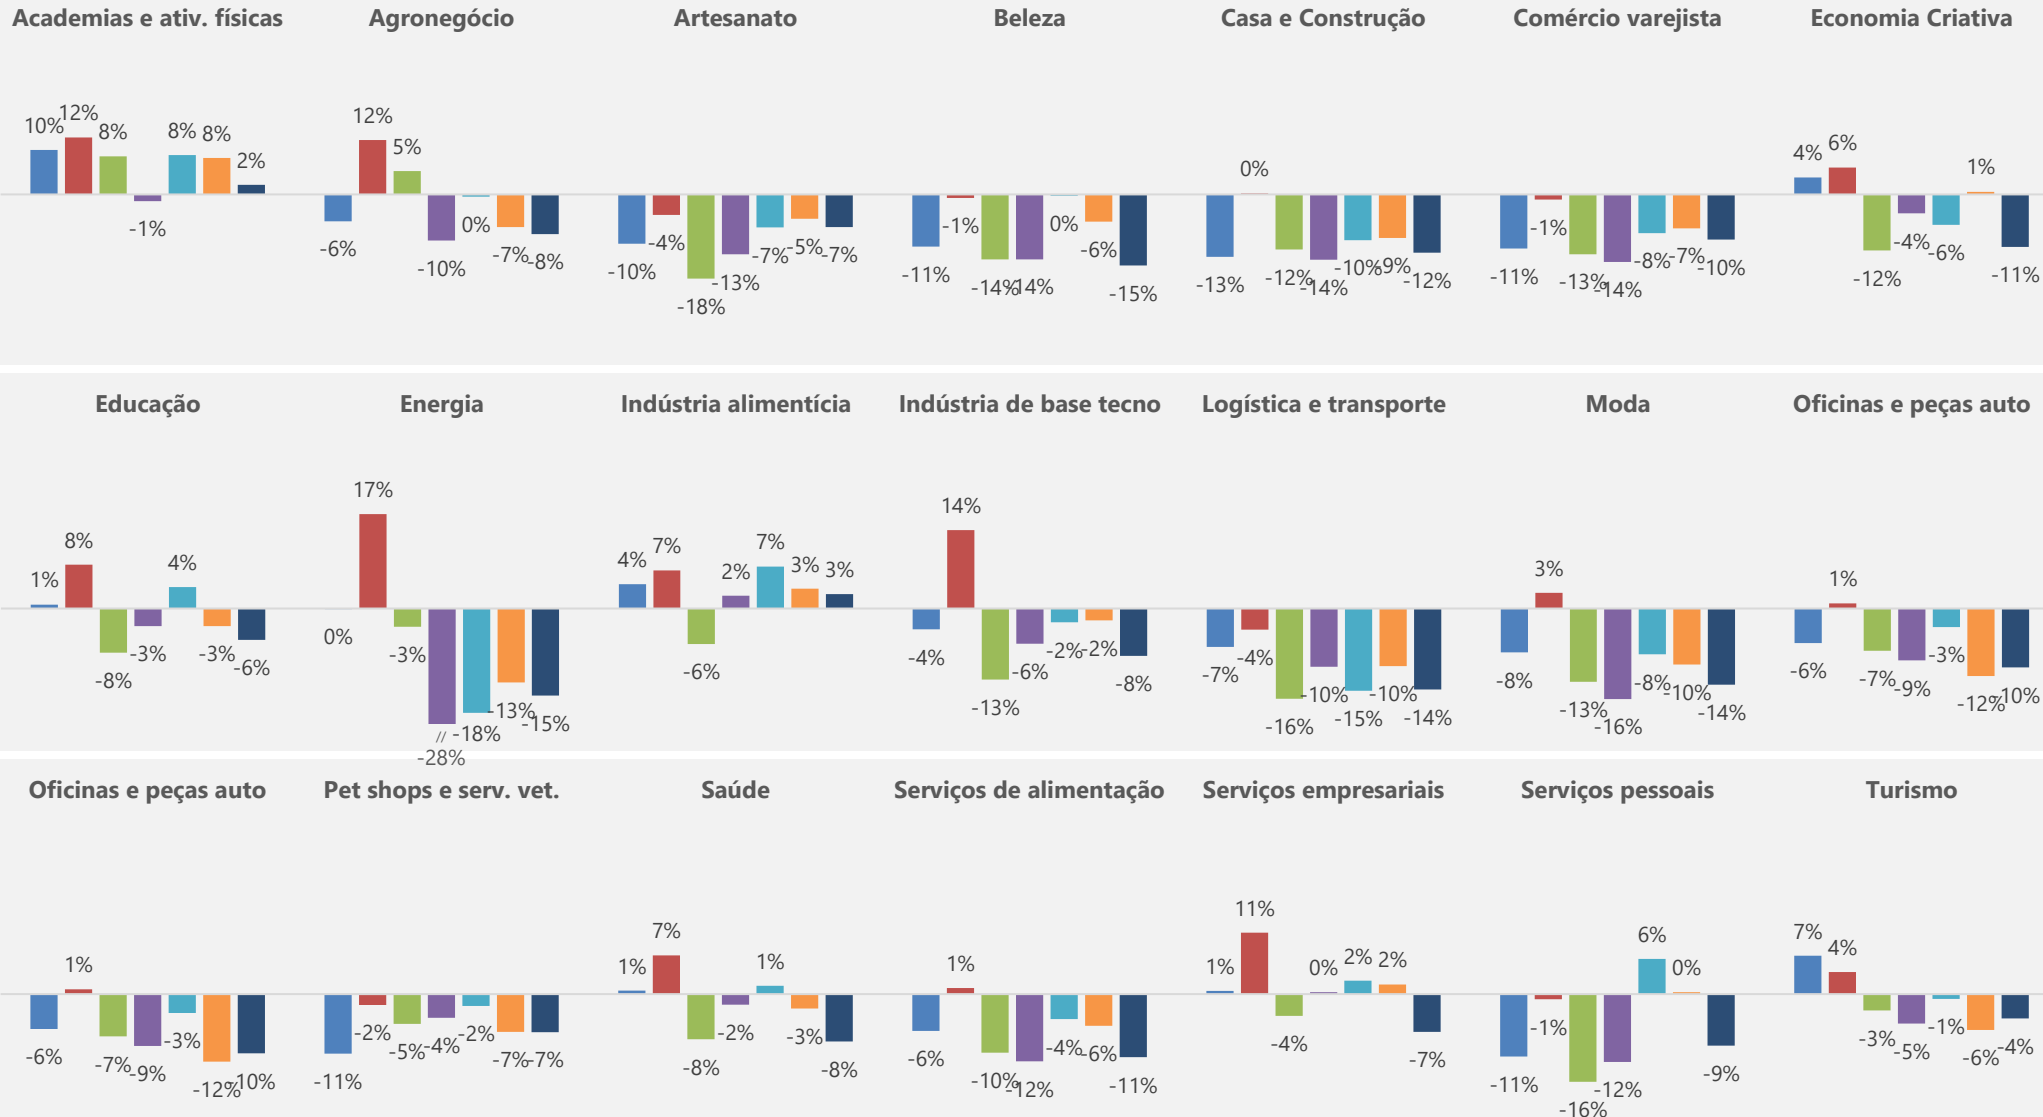 Academias e ativ. físicas
10% 12% 8% -1% 8% 8% 2%
Agronegócio
-6% 12% 5% -10% 0% -7% -8%
Artesanato
-10% -4% -18% -13% -7% -5% -7%
Beleza
-11% -1% -14% -14% 0% -6% -15%
Casa e Construção
-13% 0% -12% -14% -10% -9% -12%
Comércio varejista
-11% -1% -13% -14% -8% -7% -10%
Economia Criativa
4% 6% -12% -4% -6% 1% -11%
Educação
1% 8% -8% -3% 4% -3% -6%
Energia
0% 17% -3% // -28% -18% -13% -15%
Indústria alimentícia
4% 7% -6% 2% 7% 3% 3%
Indústria de base tecno
-4% 14% -13% -6% -2% -2% -8%
Logística e transporte
-7% -4% -16% -10% -15% -10% -14%
Moda
-8% 3% -13% -16% -8% -10% -14%
Oficinas e peças auto
-6% 1% -7% -9% -3% -12% -10%
Oficinas e peças auto
-6% 1% -7% -9% -3% -12% -10%
Pet shops e serv. vet.
-11% -2% -5% -4% -2% -7% -7%
Saúde
1% 7% -8% -2% 1% -3% -8%
Serviços de alimentação
-6% 1% -10% -12% -4% -6% -11%
Serviços empresariais
1% 11% -4% 0% 2% 2% -7%
Serviços pessoais
-11% -1% -16% -12% 6% 0% -9%
Turismo
7% 4% -3% -5% -1% -6% -4%